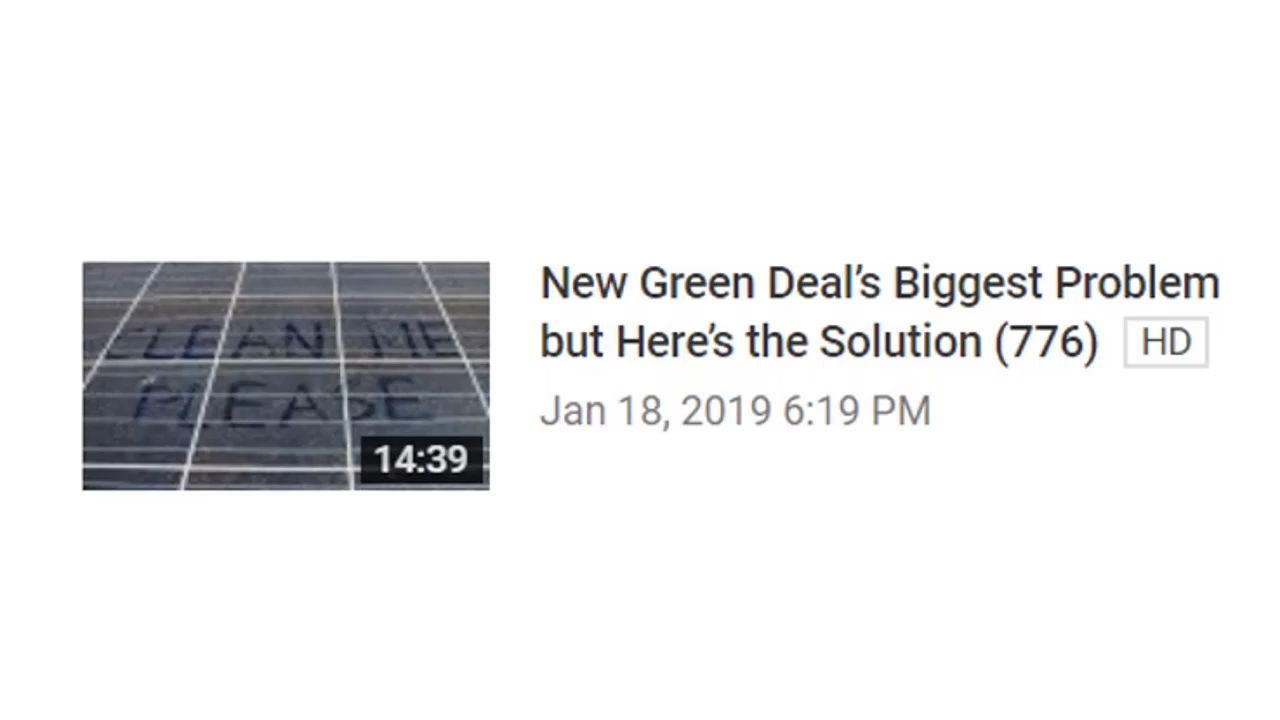 CLEAN ME
PLEASE
14:39
New Green Deal’s Biggest Problem
but Here’s the Solution (776) HD
Jan 18, 2019 6:19 PM